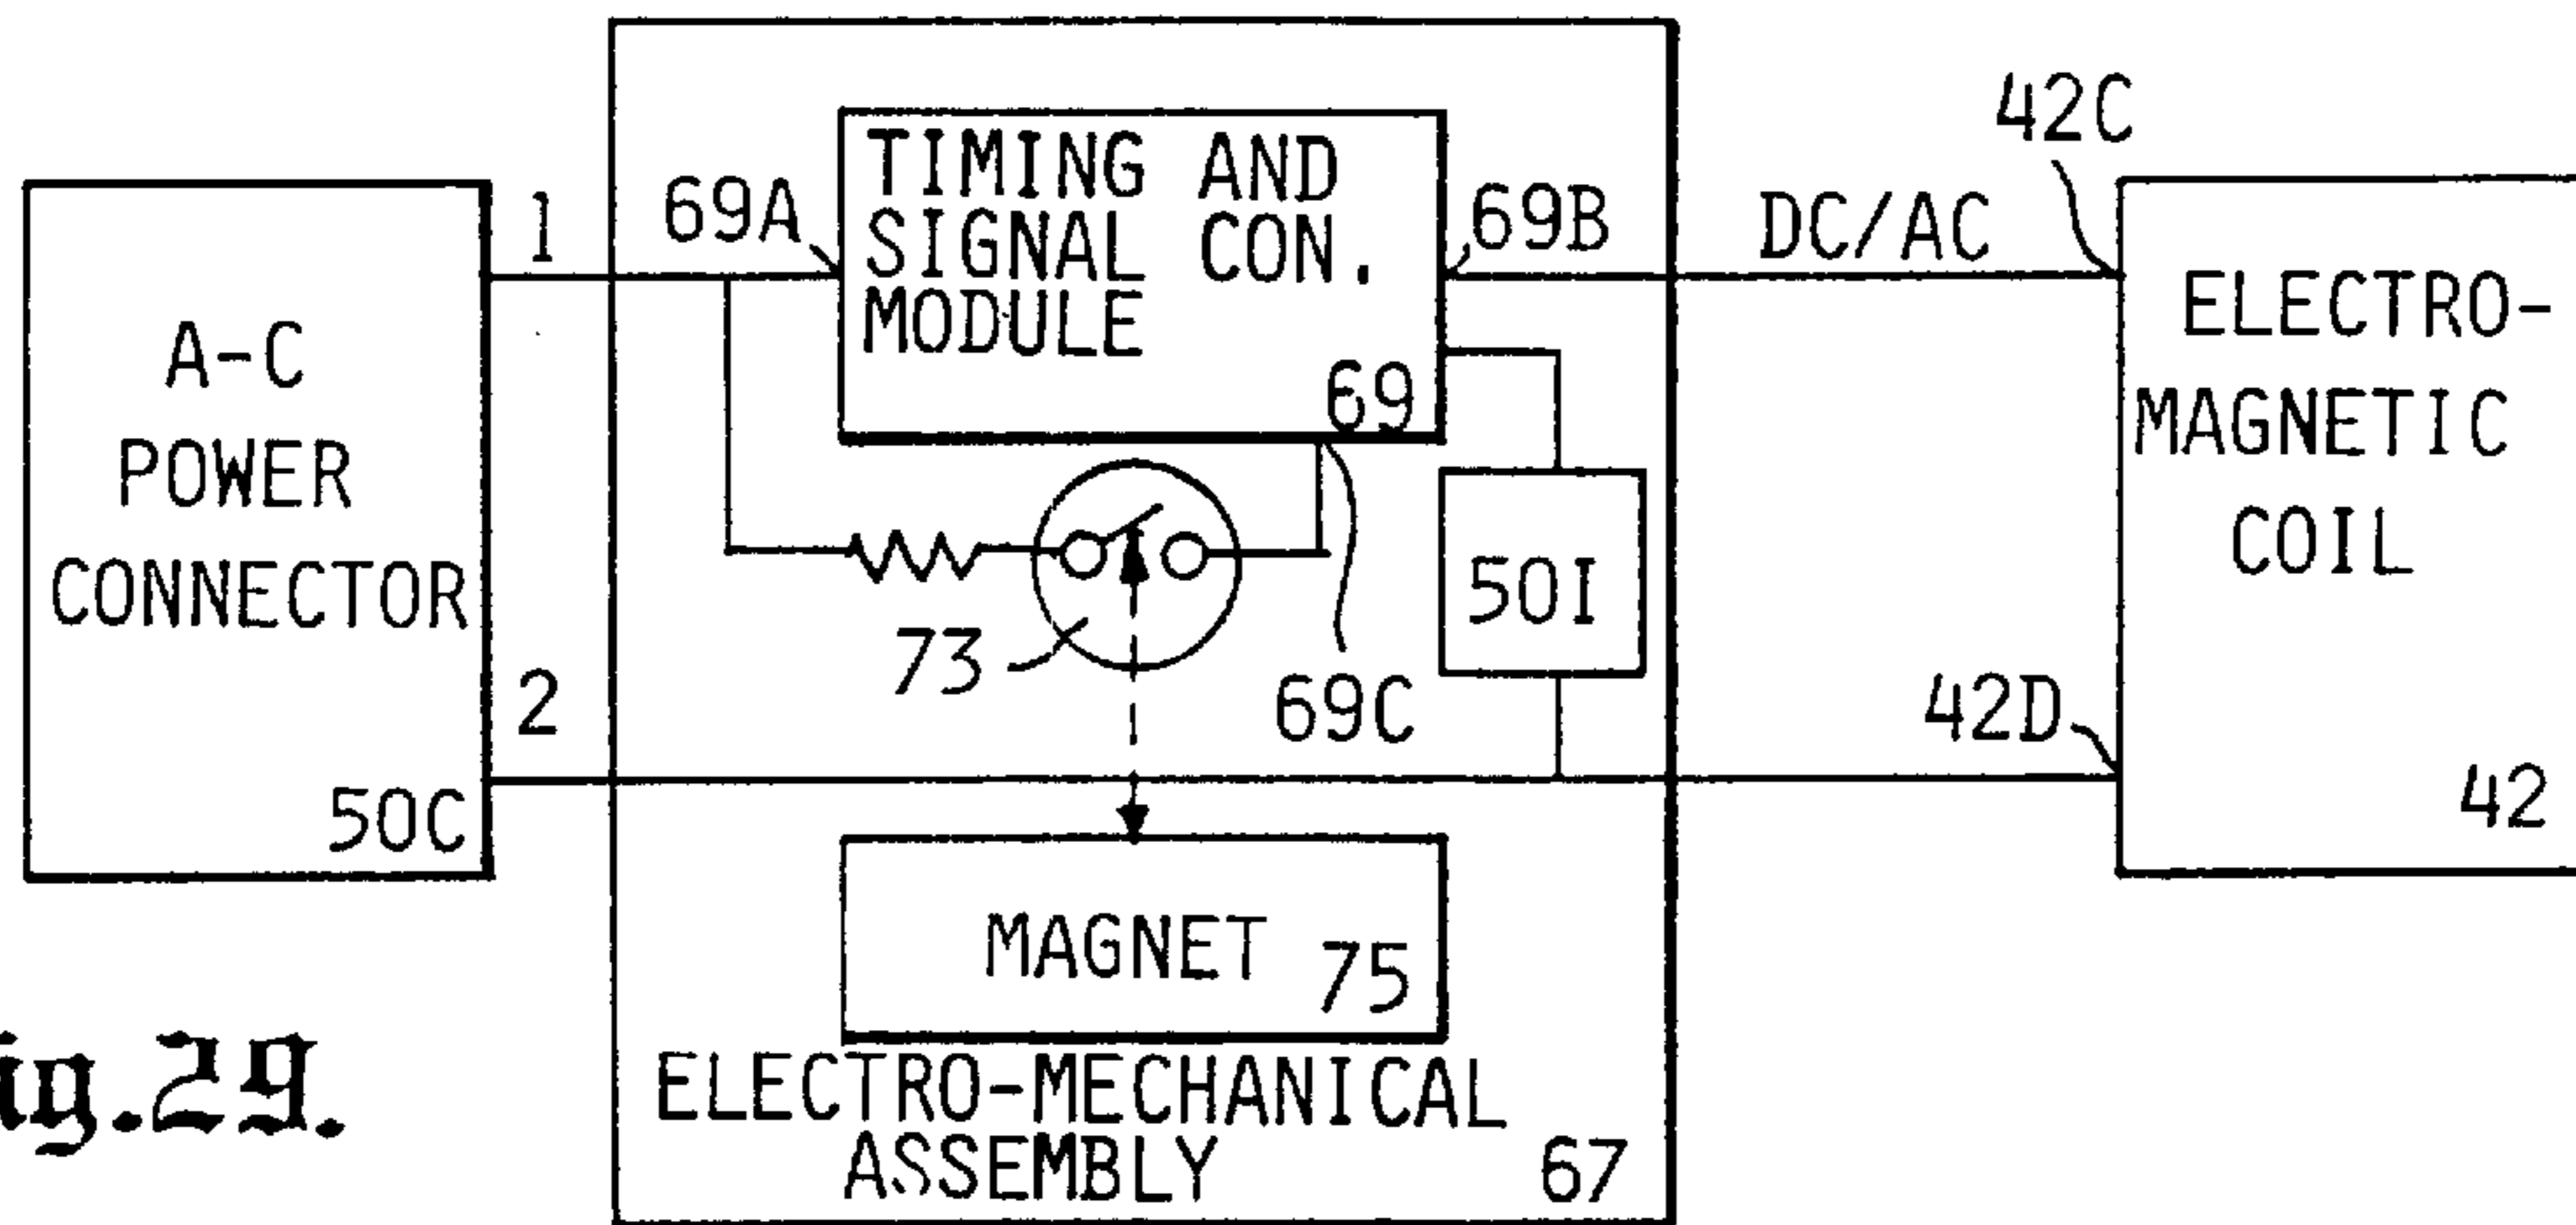 A-C
POWER
CONNECTOR
50C
1
2
69A
TIMING AND
SIGNAL CON.
MODULE
69
69B
69C
73
50I
MAGNET 75
ELECTRO-MECHANICAL
ASSEMBLY
67
DC/AC
42C
42D
ELECTRO-
MAGNETIC
COIL
42
ig.29.